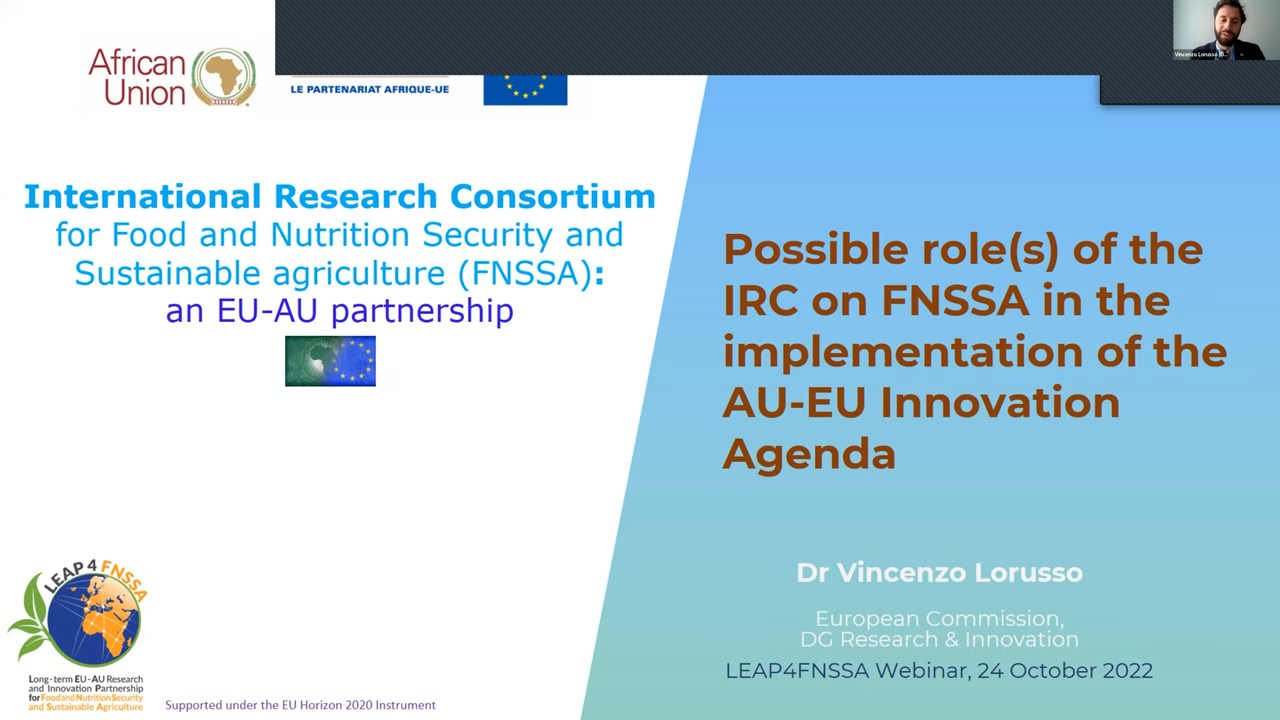 African
Union
LE PARTENARIAT AFRIQUE-UE
Vincenzo Lorusso
International Research Consortium
for Food and Nutrition Security and
Sustainable agriculture (FNSSA):
an EU-AU partnership
Possible role(s) of the
IRC on FNSSA in the
implementation of the
AU-EU Innovation
Agenda
Dr Vincenzo Lorusso
European Commission,
DG Research & Innovation
LEAP4FNSSA Webinar, 24 October 2022
LEAP4FNSSA
Long-term EU-AU Research
and Innovation Partnership
for Food and Nutrition Security
and Sustainable Agriculture
Supported under the EU Horizon 2020 Instrument